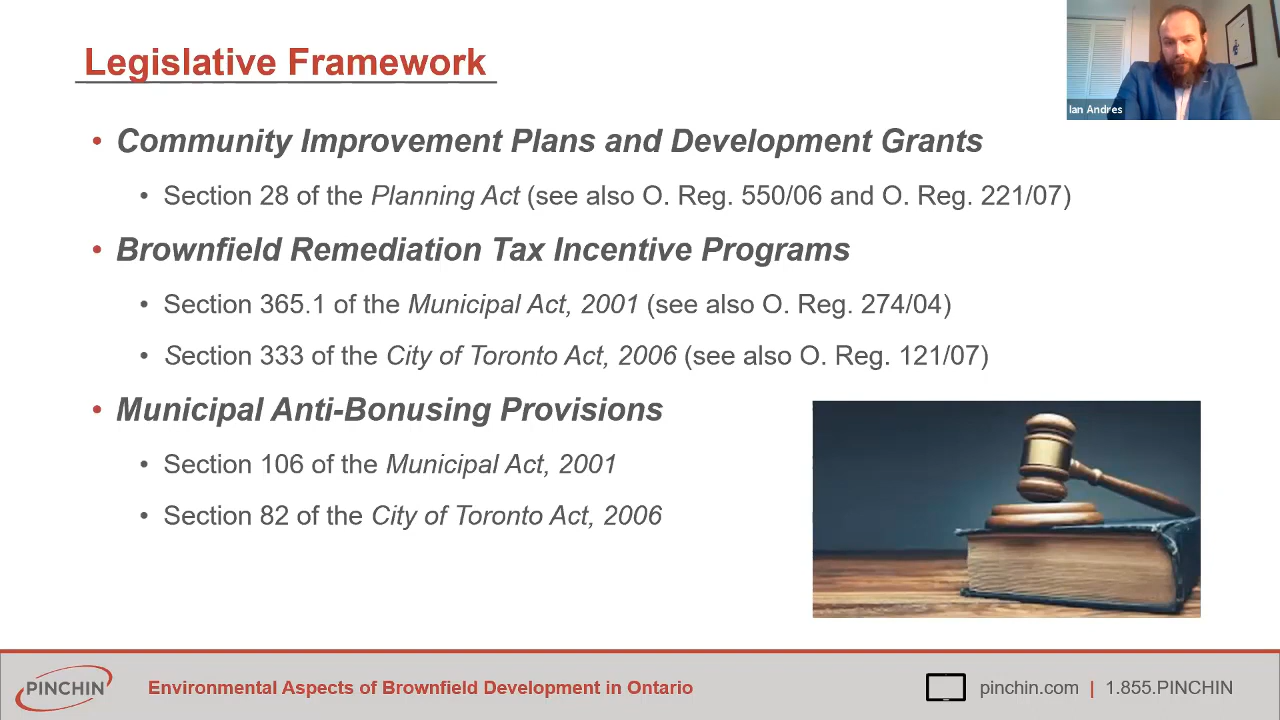 Legislative Framework
Ian Andres
• Community Improvement Plans and Development Grants
• Section 28 of the Planning Act (see also O. Reg. 550/06 and O. Reg. 221/07)
• Brownfield Remediation Tax Incentive Programs
• Section 365.1 of the Municipal Act, 2001 (see also O. Reg. 274/04)
• Section 333 of the City of Toronto Act, 2006 (see also O. Reg. 121/07)
• Municipal Anti-Bonusing Provisions
• Section 106 of the Municipal Act, 2001
• Section 82 of the City of Toronto Act, 2006
PINCHIN
Environmental Aspects of Brownfield Development in Ontario
pinchin.com | 1.855.PINCHIN